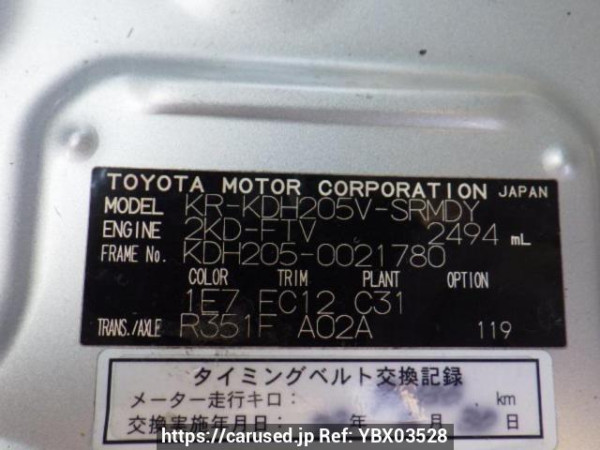 TOYOTA MOTOR CORPORATION JAPAN
MODEL KR-KDH205V-SRMDY
ENGINE 2KD-FTV 2494 mL
FRAME No. KDH205-0021780
COLOR TRIM PLANT OPTION
1E7 FC12 C31
TRANS./AXLE R351F A02A 119
タイミングベルト交換記録
メーター走行キロ: km
交換実施年月日: 年 月 日
https://carused.jp Ref: YBX03528